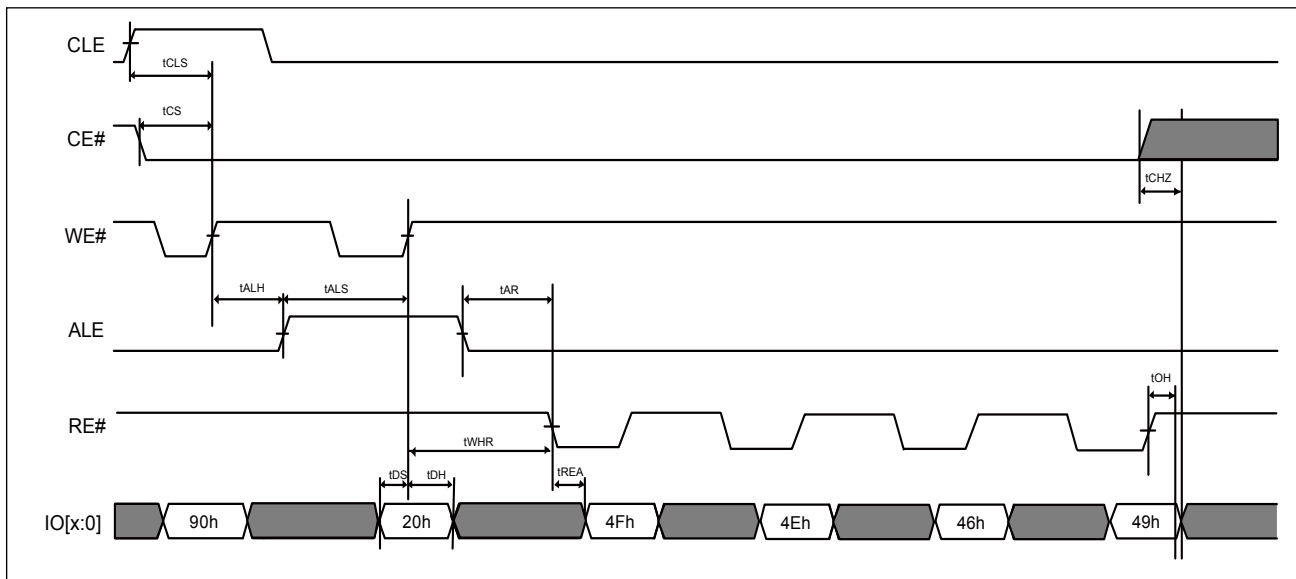 CLE
tCLS
tCS
CE#
tCHZ
WE#
tALH tALS tAR
ALE
tOH
RE#
tWHR
tDS tDH tREA
IO[x:0] 90h 20h 4Fh 4Eh 46h 49h